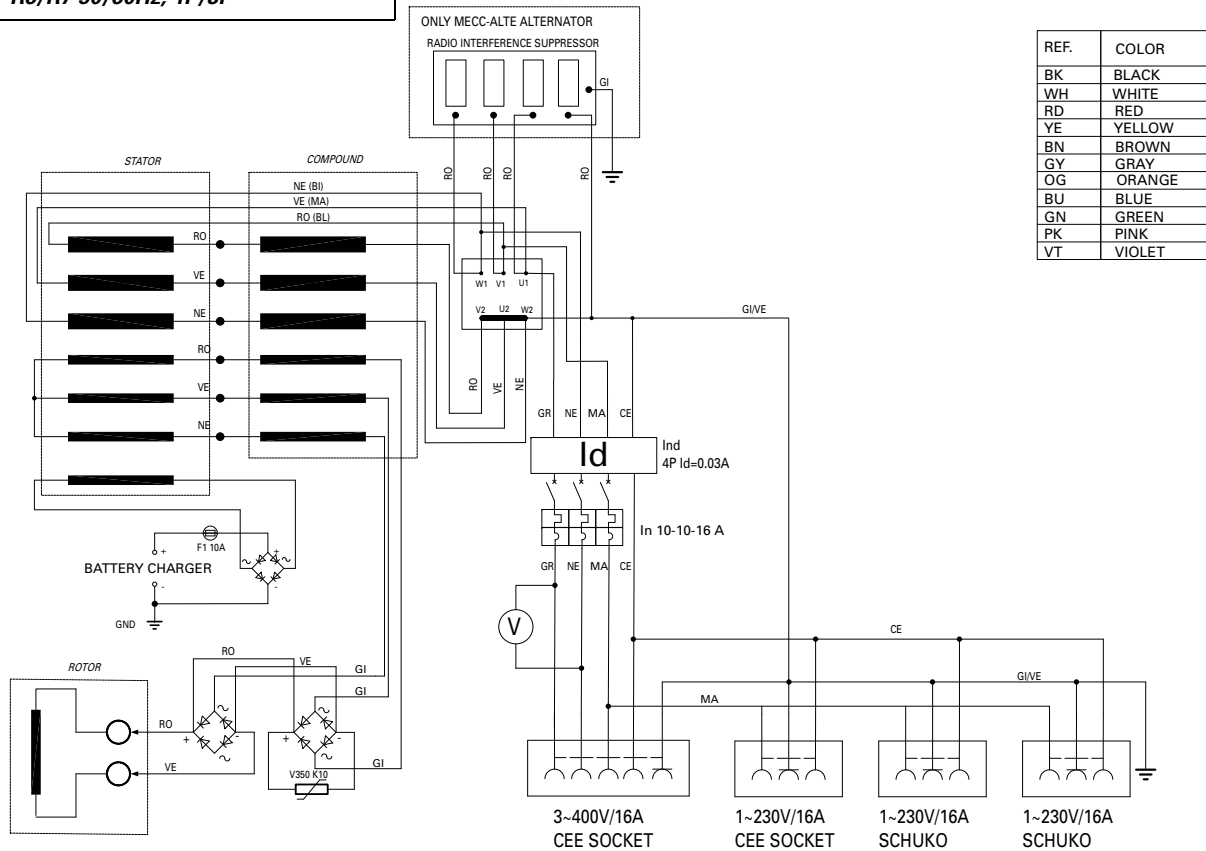 ONLY MECC-ALTE ALTERNATOR
RADIO INTERFERENCE SUPPRESSOR
GI
RO
RO
RO
RO
REF. COLOR
BK BLACK
WH WHITE
RD RED
YE YELLOW
BN BROWN
GY GRAY
OG ORANGE
BU BLUE
GN GREEN
PK PINK
VT VIOLET
STATOR
COMPOUND
NE (BI)
VE (MA)
RO (BL)
RO
VE
NE
RO
VE
NE
W1 V1 U1
V2 U2 W2
GI/VE
RO
VE
NE
GR NE MA CE
Id
Ind
4P Id=0.03A
In 10-10-16 A
GR NE MA CE
V
F1 10A
+
-
BATTERY CHARGER
+
-
GND
ROTOR
RO
VE
RO
VE
GI
GI
GI
+
-
+
-
V350 K10
CE
GI/VE
MA
3~400V/16A
CEE SOCKET
1~230V/16A
CEE SOCKET
1~230V/16A
SCHUKO
1~230V/16A
SCHUKO